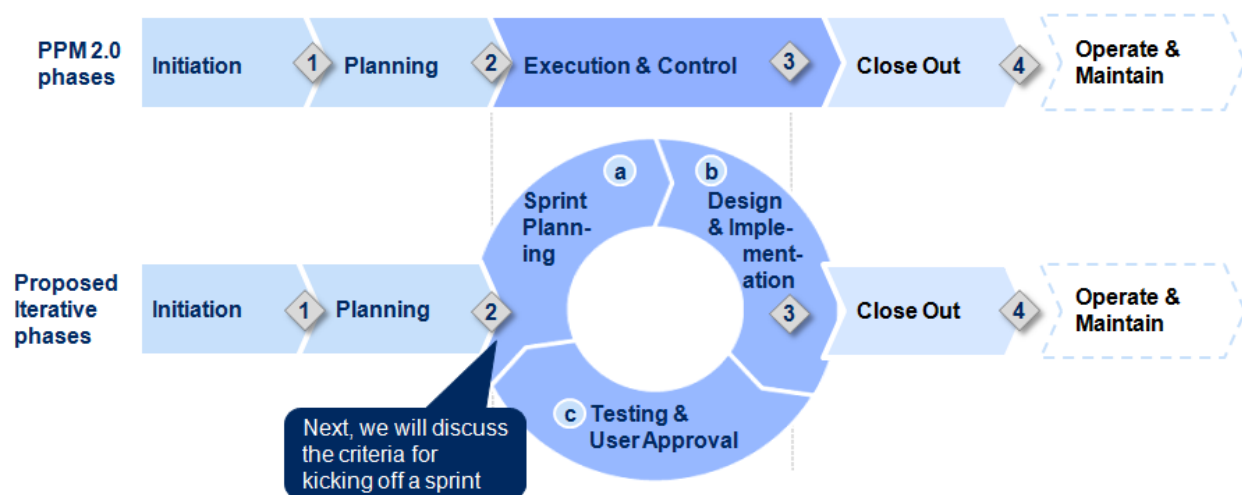 PPM 2.0
phases
Initiation
1
Planning
2
Execution & Control
3
Close Out
4
Operate &
Maintain
a
Sprint
Plann-
ing
b
Design
& Imple-
ment-
ation
c
Testing &
User Approval
Proposed
Iterative
phases
Initiation
1
Planning
2
3
Close Out
4
Operate &
Maintain
Next, we will discuss
the criteria for
kicking off a sprint